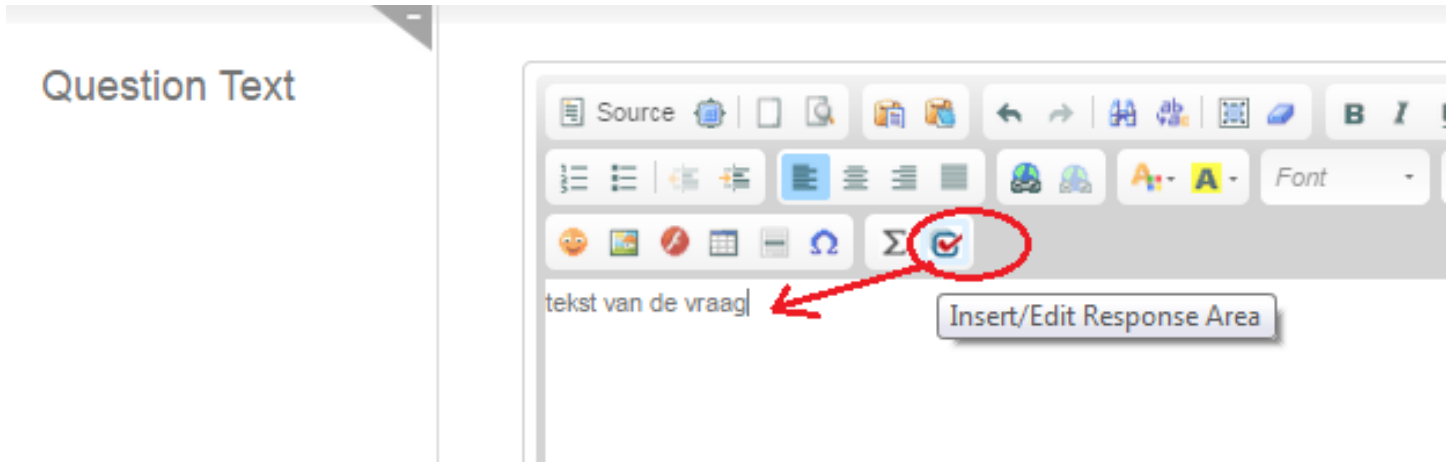 Question Text
Source
B I U
Font
Σ
tekst van de vraag
Insert/Edit Response Area